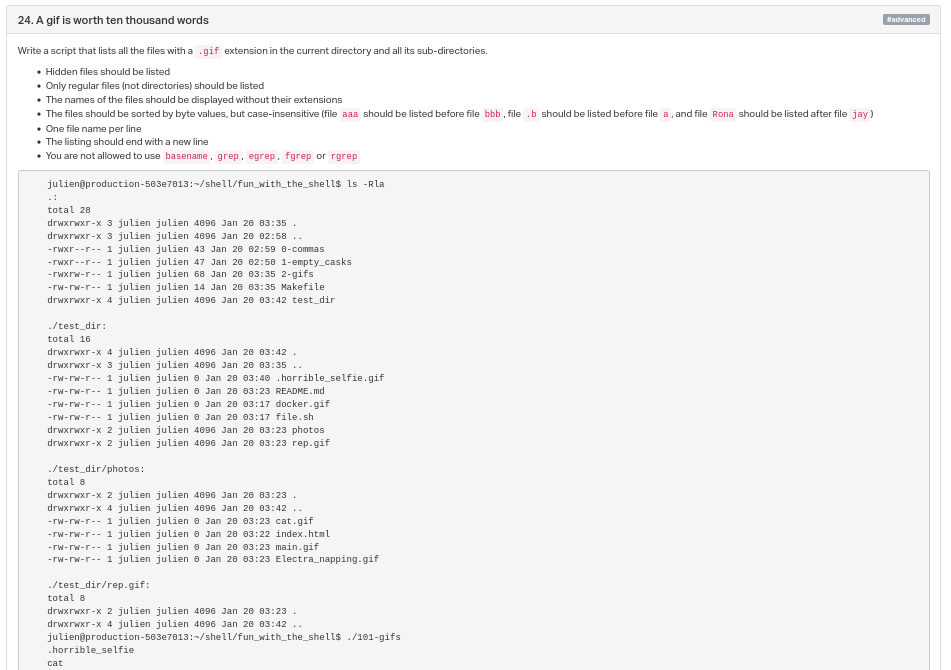 24. A gif is worth ten thousand words
#advanced
Write a script that lists all the files with a .gif extension in the current directory and all its sub-directories.
• Hidden files should be listed
• Only regular files (not directories) should be listed
• The names of the files should be displayed without their extensions
• The files should be sorted by byte values, but case-insensitive (file aaa should be listed before file bbb, file .b should be listed before file a, and file Rona should be listed after file jay)
• One file name per line
• The listing should end with a new line
• You are not allowed to use basename, grep, egrep, fgrep or rgrep
julien@production-503e7013:~/shell/fun_with_the_shell$ ls -Rla
.:
total 28
drwxrwxr-x 3 julien julien 4096 Jan 20 03:35 .
drwxrwxr-x 3 julien julien 4096 Jan 20 02:58 ..
-rwxr--r-- 1 julien julien 43 Jan 20 02:59 0-commas
-rwxr--r-- 1 julien julien 47 Jan 20 02:50 1-empty_casks
-rwxrw-r-- 1 julien julien 68 Jan 20 03:35 2-gifs
-rw-rw-r-- 1 julien julien 14 Jan 20 03:35 Makefile
drwxrwxr-x 4 julien julien 4096 Jan 20 03:42 test_dir
./test_dir:
total 16
drwxrwxr-x 4 julien julien 4096 Jan 20 03:42 .
drwxrwxr-x 3 julien julien 4096 Jan 20 03:35 ..
-rw-rw-r-- 1 julien julien 0 Jan 20 03:40 .horrible_selfie.gif
-rw-rw-r-- 1 julien julien 0 Jan 20 03:23 README.md
-rw-rw-r-- 1 julien julien 0 Jan 20 03:17 docker.gif
-rw-rw-r-- 1 julien julien 0 Jan 20 03:17 file.sh
drwxrwxr-x 2 julien julien 4096 Jan 20 03:23 photos
drwxrwxr-x 2 julien julien 4096 Jan 20 03:23 rep.gif
./test_dir/photos:
total 8
drwxrwxr-x 2 julien julien 4096 Jan 20 03:23 .
drwxrwxr-x 4 julien julien 4096 Jan 20 03:42 ..
-rw-rw-r-- 1 julien julien 0 Jan 20 03:23 cat.gif
-rw-rw-r-- 1 julien julien 0 Jan 20 03:22 index.html
-rw-rw-r-- 1 julien julien 0 Jan 20 03:23 main.gif
-rw-rw-r-- 1 julien julien 0 Jan 20 03:23 Electra_napping.gif
./test_dir/rep.gif:
total 8
drwxrwxr-x 2 julien julien 4096 Jan 20 03:23 .
drwxrwxr-x 4 julien julien 4096 Jan 20 03:42 ..
julien@production-503e7013:~/shell/fun_with_the_shell$ ./101-gifs
.horrible_selfie
cat